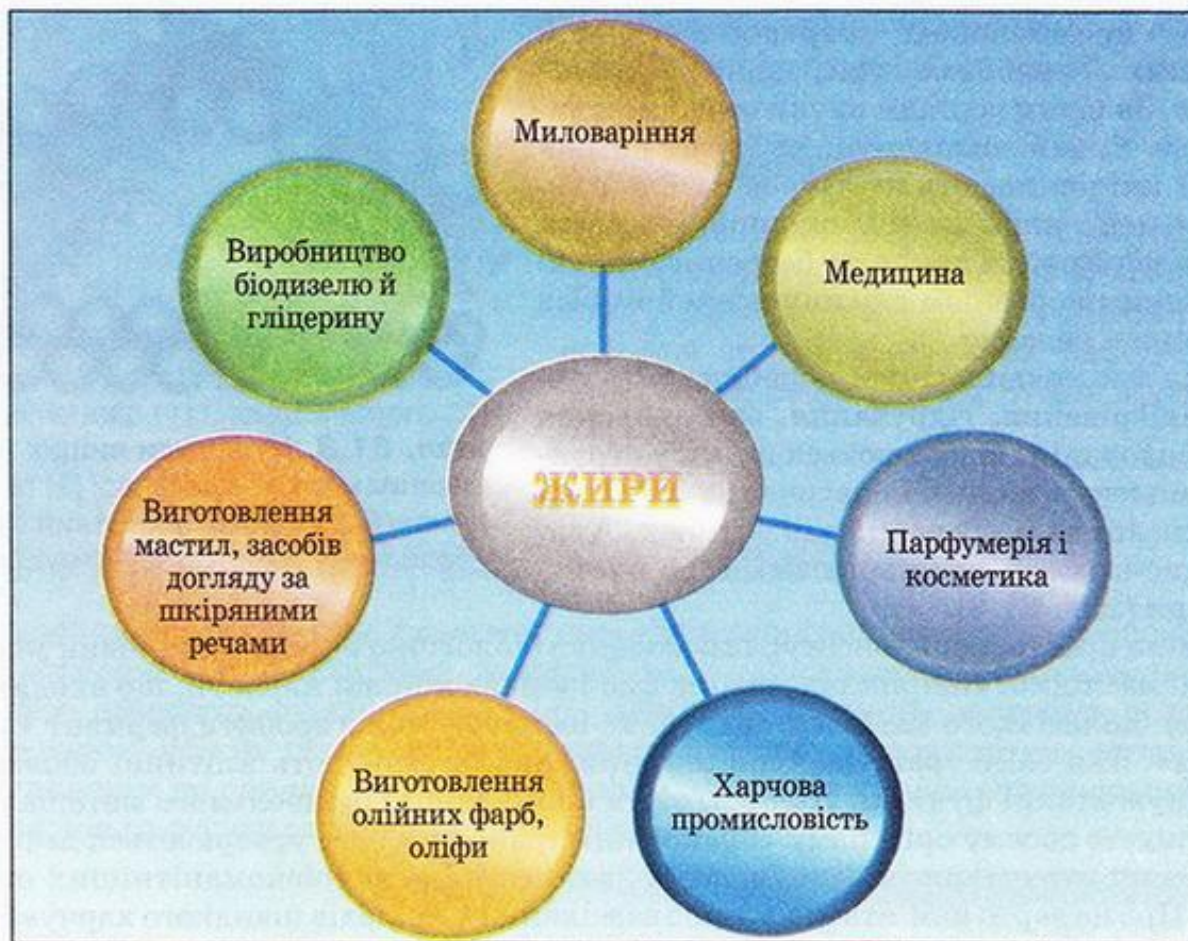 Миловаріння
Виробництво
біодизелю й
гліцерину
Медицина
ЖИРИ
Виготовлення
мастил, засобів
догляду за
шкіряними
речами
Парфумерія і
косметика
Виготовлення
олійних фарб,
оліфи
Харчова
промисловість